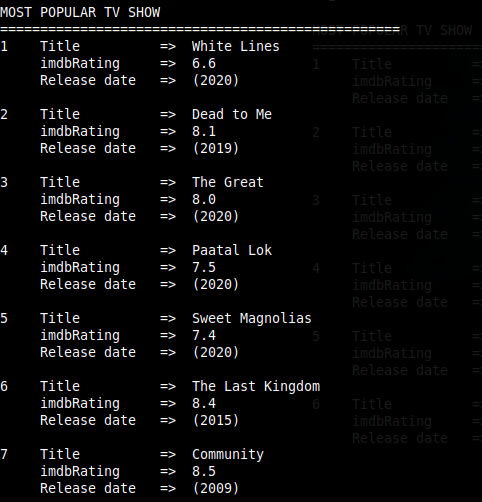 MOST POPULAR TV SHOW
==================================================
1    Title          =>  White Lines
     imdbRating     =>  6.6
     Release date   =>  (2020)
2    Title          =>  Dead to Me
     imdbRating     =>  8.1
     Release date   =>  (2019)
3    Title          =>  The Great
     imdbRating     =>  8.0
     Release date   =>  (2020)
4    Title          =>  Paatal Lok
     imdbRating     =>  7.5
     Release date   =>  (2020)
5    Title          =>  Sweet Magnolias
     imdbRating     =>  7.4
     Release date   =>  (2020)
6    Title          =>  The Last Kingdom
     imdbRating     =>  8.4
     Release date   =>  (2015)
7    Title          =>  Community
     imdbRating     =>  8.5
     Release date   =>  (2009)
MOST POPULAR TV SHOW
=====================
1    Title          =>
     imdbRating     =>
     Release date   =>
2    Title          =>
     imdbRating     =>
     Release date   =>
3    Title          =>
     imdbRating     =>
     Release date   =>
4    Title          =>
     imdbRating     =>
     Release date   =>
5    Title          =>
     imdbRating     =>
     Release date   =>
6    Title          =>
     imdbRating     =>
     Release date   =>